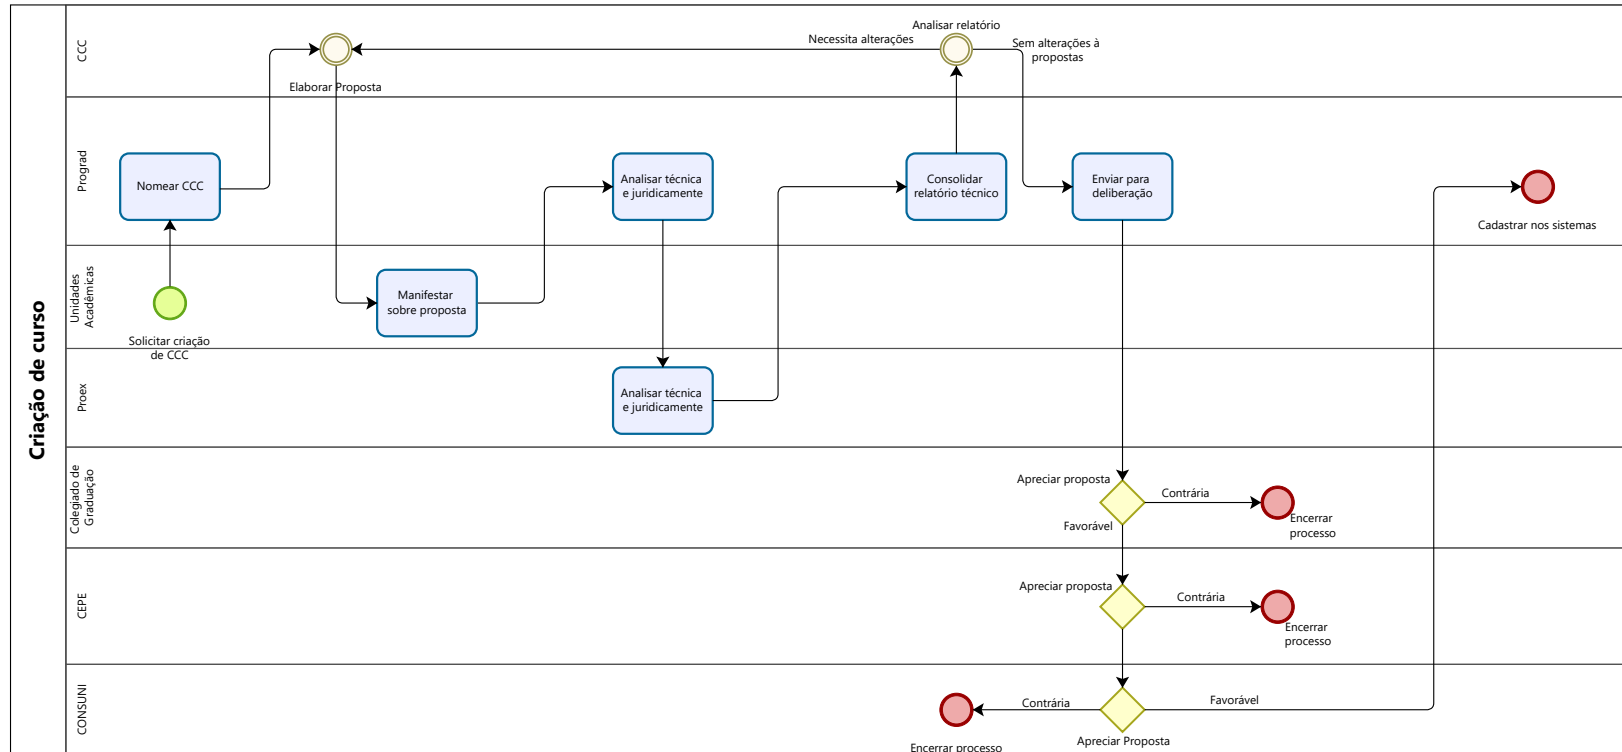 Criação de curso
CCC
Analisar relatório
Necessita alterações
Sem alterações à
propostas
Elaborar Proposta
Prograd
Nomear CCC
Analisar técnica
e juridicamente
Consolidar
relatório técnico
Enviar para
deliberação
Cadastrar nos sistemas
Unidades
Acadêmicas
Manifestar
sobre proposta
Solicitar criação
de CCC
Proex
Analisar técnica
e juridicamente
Colegiado de
Graduação
Apreciar proposta
Contrária
Encerrar
processo
Favorável
CEPE
Apreciar proposta
Contrária
Encerrar
processo
CONSUNI
Contrária
Favorável
Apreciar Proposta
Encerrar processo